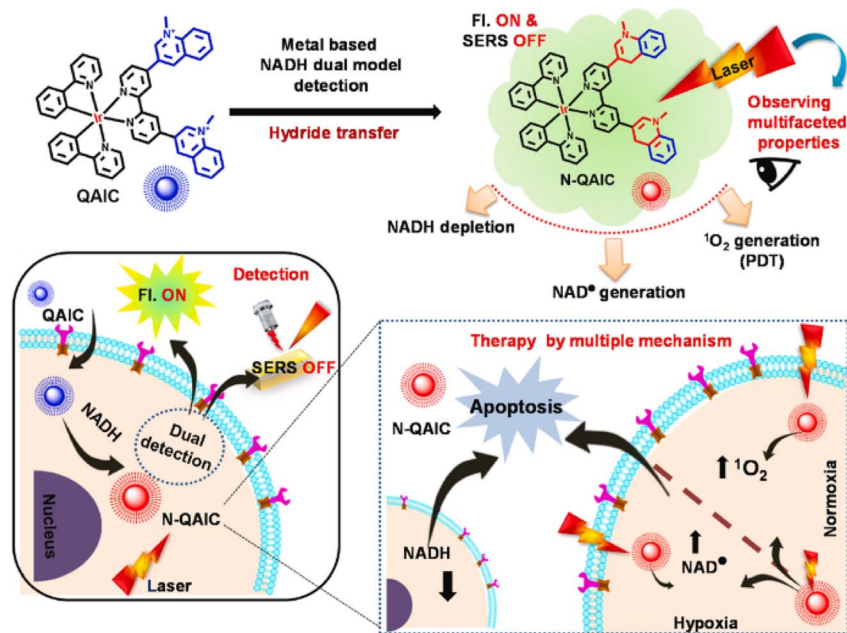 Metal based
NADH dual model
detection
Hydride transfer
N⁺
N⁺
N
N
N
N
Ir
QAIC
Fl. ON &
SERS OFF
N
N
N
N
N
N
Ir
N-QAIC
Laser
Observing
multifaceted
properties
NADH depletion
NAD● generation
¹O₂ generation
(PDT)
QAIC
Fl. ON
Detection
SERS OFF
NADH
Dual
detection
Nucleus
N-QAIC
Laser
Therapy by multiple mechanism
N-QAIC
Apoptosis
NADH
¹O₂
Normoxia
NAD●
Hypoxia